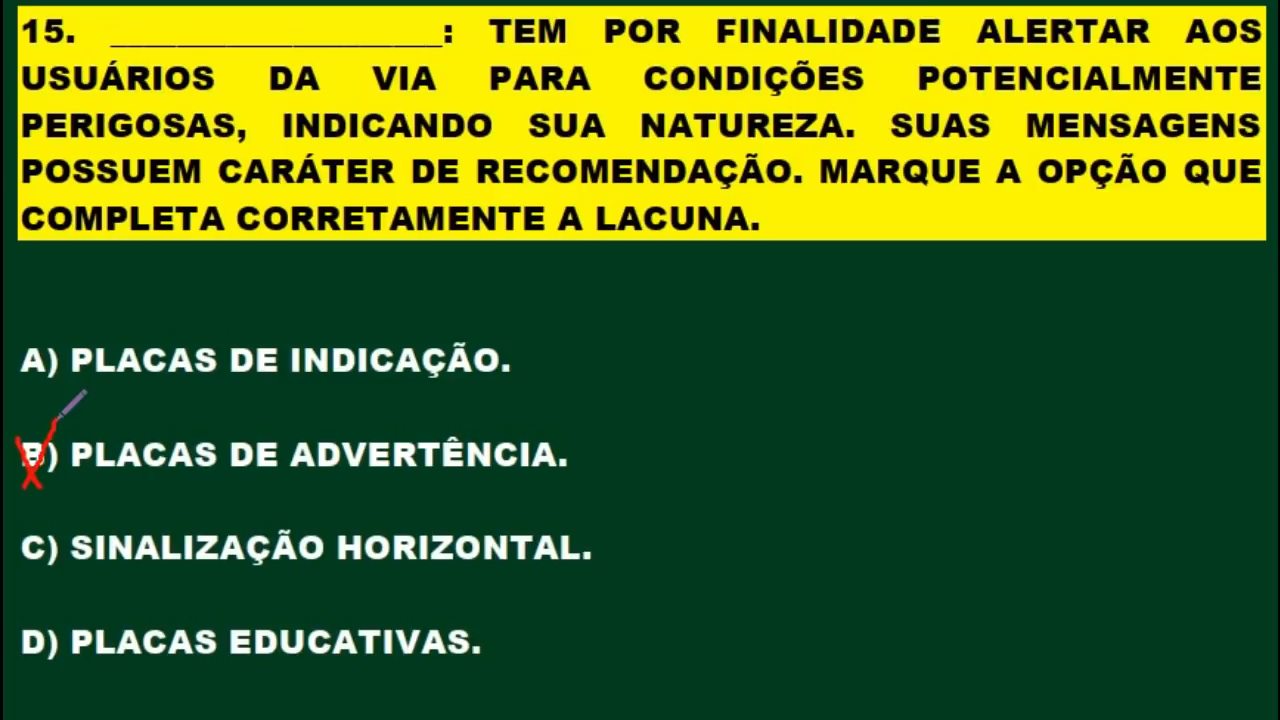 15. ____________________: TEM POR FINALIDADE ALERTAR AOS
USUÁRIOS DA VIA PARA CONDIÇÕES POTENCIALMENTE
PERIGOSAS, INDICANDO SUA NATUREZA. SUAS MENSAGENS
POSSUEM CARÁTER DE RECOMENDAÇÃO. MARQUE A OPÇÃO QUE
COMPLETA CORRETAMENTE A LACUNA.
A) PLACAS DE INDICAÇÃO.
B) PLACAS DE ADVERTÊNCIA.
C) SINALIZAÇÃO HORIZONTAL.
D) PLACAS EDUCATIVAS.